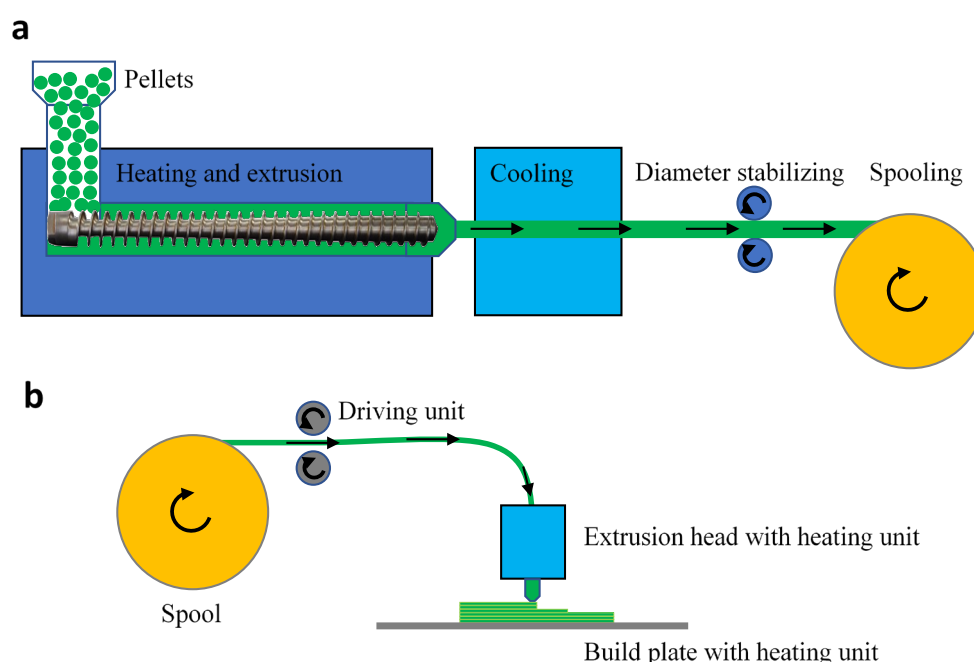 a
Pellets
Heating and extrusion
Cooling
Diameter stabilizing
Spooling
b
Driving unit
Extrusion head with heating unit
Spool
Build plate with heating unit